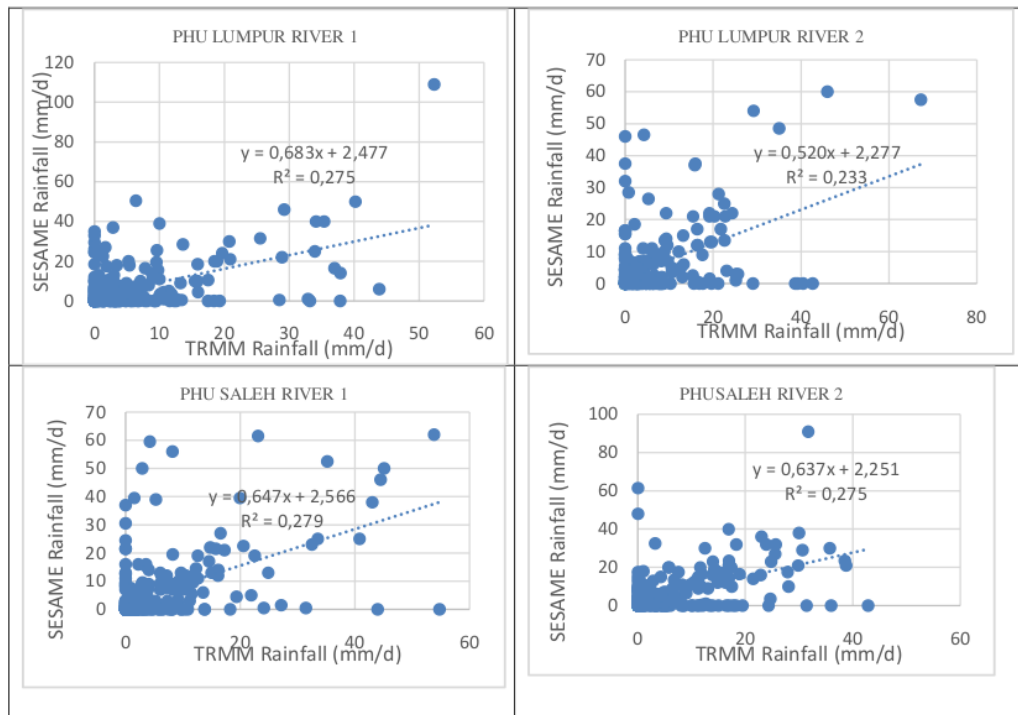 PHU LUMPUR RIVER 1
120
100
80
60
40
20
0
0 10 20 30 40 50 60
SESAME Rainfall (mm/d)
TRMM Rainfall (mm/d)
y = 0,683x + 2,477
R² = 0,275
PHU LUMPUR RIVER 2
70
60
50
40
30
20
10
0
0 20 40 60 80
SESAME Rainfall (mm/d)
TRMM Rainfall (mm/d)
y = 0,520x + 2,277
R² = 0,233
PHU SALEH RIVER 1
70
60
50
40
30
20
10
0
0 20 40 60
SESAME Rainfall (mm/d)
TRMM Rainfall (mm/d)
y = 0,647x + 2,566
R² = 0,279
PHUSALEH RIVER 2
100
80
60
40
20
0
0 20 40 60
SESAME Rainfall (mm/d)
TRMM Rainfall (mm/d)
y = 0,637x + 2,251
R² = 0,275